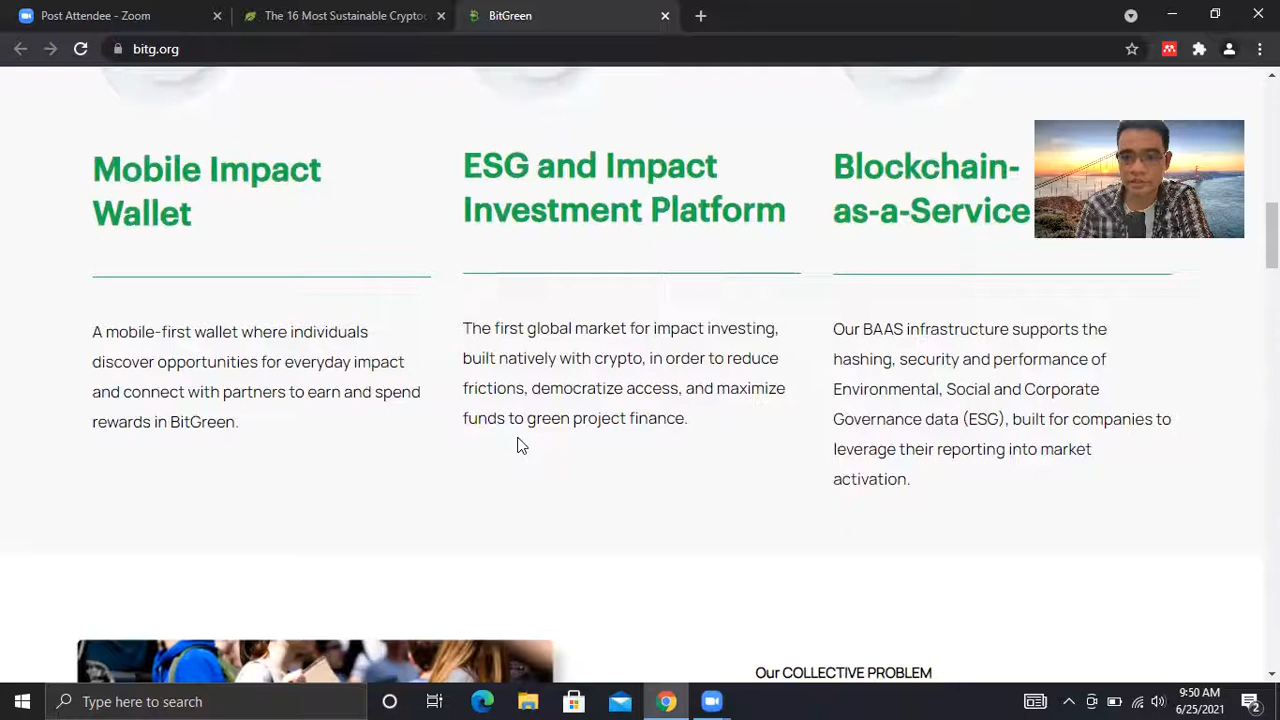 Post Attendee - Zoom
The 16 Most Sustainable Crypto
BitGreen
bitg.org
Mobile Impact
Wallet
A mobile-first wallet where individuals
discover opportunities for everyday impact
and connect with partners to earn and spend
rewards in BitGreen.
ESG and Impact
Investment Platform
The first global market for impact investing,
built natively with crypto, in order to reduce
frictions, democratize access, and maximize
funds to green project finance.
Blockchain-
as-a-Service
Our BAAS infrastructure supports the
hashing, security and performance of
Environmental, Social and Corporate
Governance data (ESG), built for companies to
leverage their reporting into market
activation.
Our COLLECTIVE PROBLEM
Type here to search
9:50 AM
6/25/2021
2